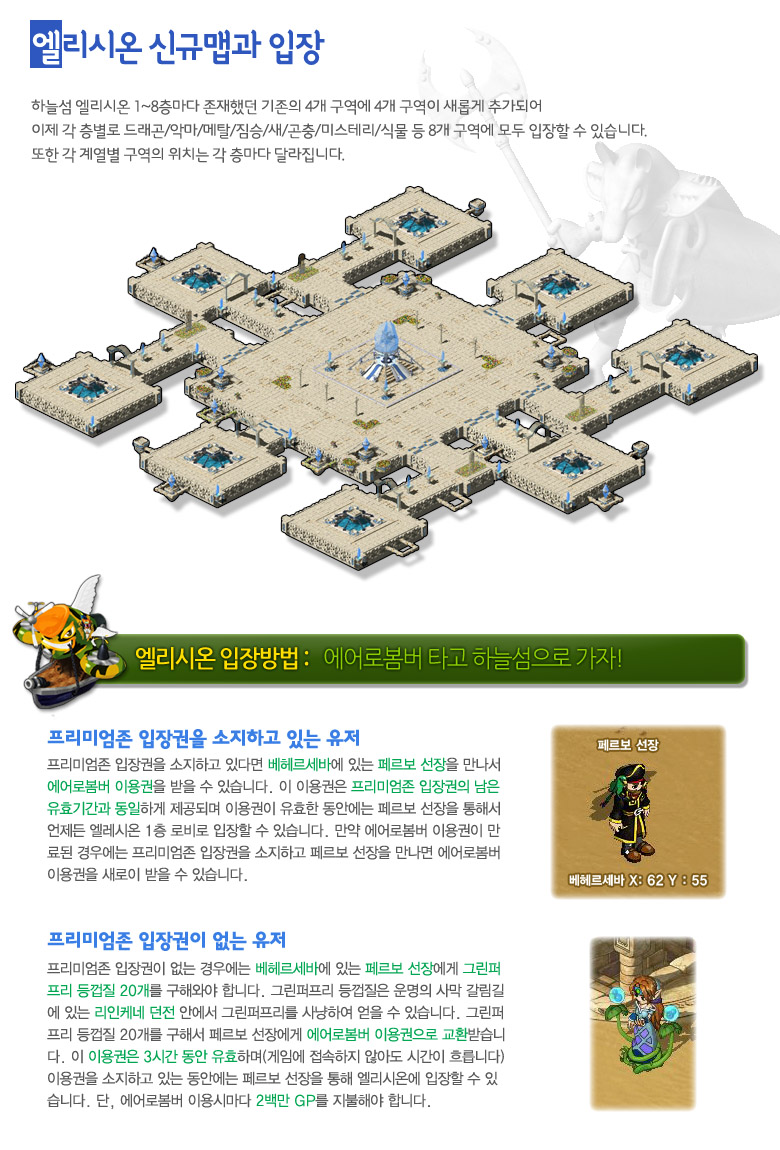 엘리시온 신규맵과 입장
하늘섬 엘리시온 1~8층마다 존재했던 기존의 4개 구역에 4개 구역이 새롭게 추가되어
이제 각 층별로 드래곤/악마/메탈/짐승/새/곤충/미스테리/식물 등 8개 구역에 모두 입장할 수 있습니다.
또한 각 계열별 구역의 위치는 각 층마다 달라집니다.
엘리시온 입장방법 : 에어로봄버 타고 하늘섬으로 가자!
프리미엄존 입장권을 소지하고 있는 유저
프리미엄존 입장권을 소지하고 있다면 베헤르세바에 있는 페르보 선장을 만나서
에어로봄버 이용권을 받을 수 있습니다. 이 이용권은 프리미엄존 입장권의 남은
유효기간과 동일하게 제공되며 이용권이 유효한 동안에는 페르보 선장을 통해서
언제든 엘레시온 1층 로비로 입장할 수 있습니다. 만약 에어로봄버 이용권이 만
료된 경우에는 프리미엄존 입장권을 소지하고 페르보 선장을 만나면 에어로봄버
이용권을 새로이 받을 수 있습니다.
페르보 선장
베헤르세바 X: 62 Y : 55
프리미엄존 입장권이 없는 유저
프리미엄존 입장권이 없는 경우에는 베헤르세바에 있는 페르보 선장에게 그린퍼
프리 등껍질 20개를 구해와야 합니다. 그린퍼프리 등껍질은 운명의 사막 갈림길
에 있는 리인케네 던전 안에서 그린퍼프리를 사냥하여 얻을 수 있습니다. 그린퍼
프리 등껍질 20개를 구해서 페르보 선장에게 에어로봄버 이용권으로 교환받습니
다. 이 이용권은 3시간 동안 유효하며(게임에 접속하지 않아도 시간이 흐릅니다)
이용권을 소지하고 있는 동안에는 페르보 선장을 통해 엘리시온에 입장할 수 있
습니다. 단, 에어로봄버 이용시마다 2백만 GP를 지불해야 합니다.